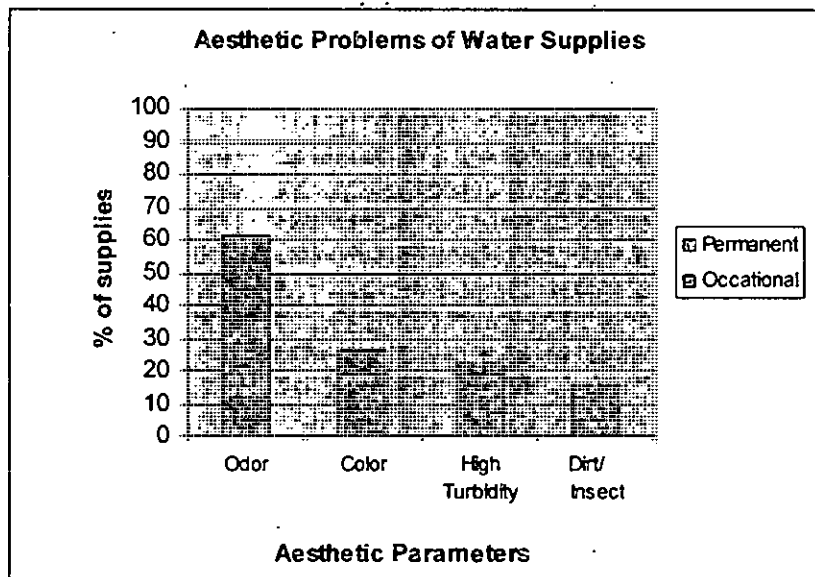 Aesthetic Problems of Water Supplies
% of supplies
100
90
80
70
60
50
40
30
20
10
0
Odor
Color
High
Turbidity
Dirt/
Insect
Aesthetic Parameters
Permanent
Occational